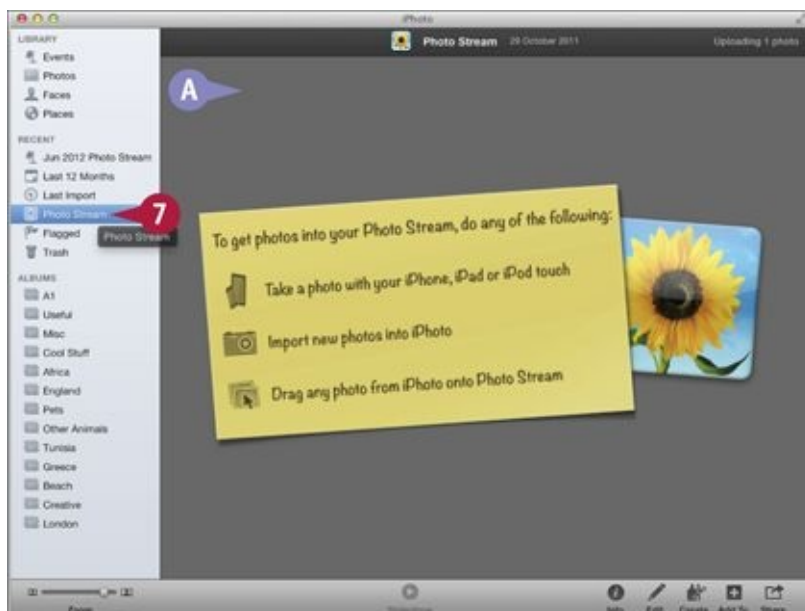 iPhoto
LIBRARY
Events
Photos
Faces
Places
RECENT
Jun 2012 Photo Stream
Last 12 Months
Last Import
Photo Stream
Flagged
Trash
ALBUMS
A1
Useful
Misc
Cool Stuff
Africa
England
Pets
Other Animals
Tunisia
Greece
Beach
Creative
London
Photo Stream 29 October 2011 Uploading 1 photo
A
7
Photo Stream
To get photos into your Photo Stream, do any of the following:
Take a photo with your iPhone, iPad or iPod touch
Import new photos into iPhoto
Drag any photo from iPhoto onto Photo Stream
Zoom
Slideshow
Info Edit Create Add To Share